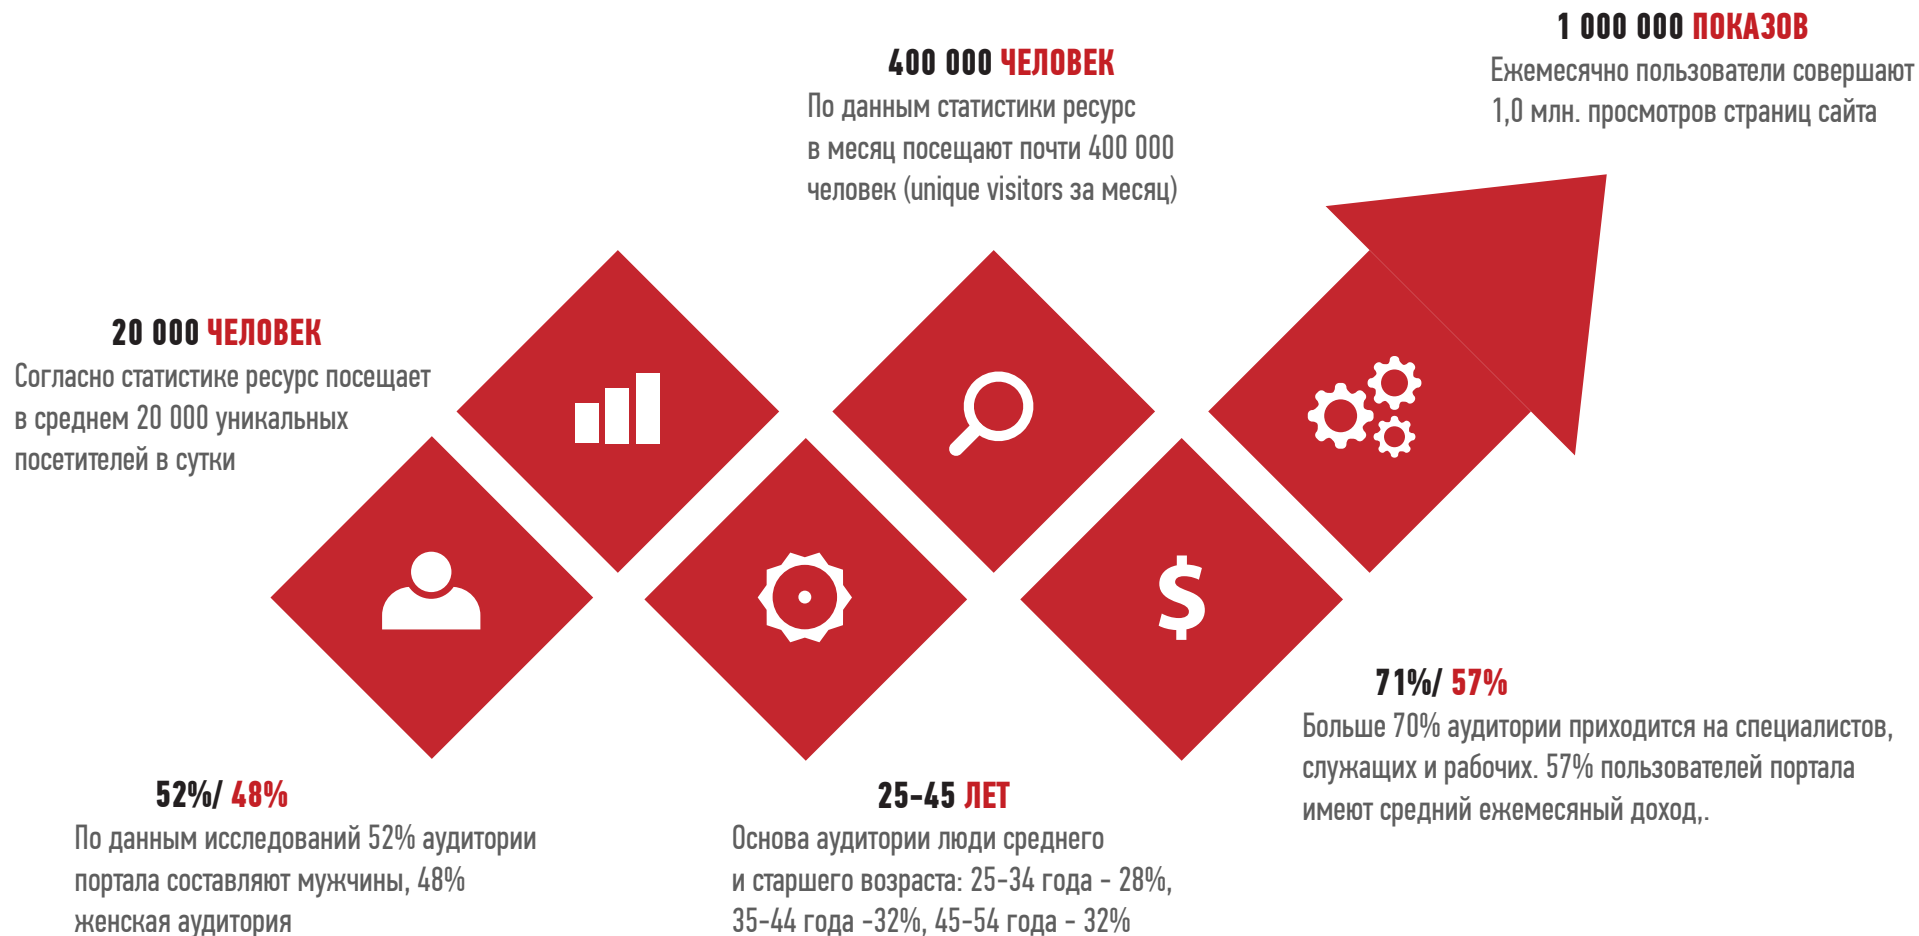 1 000 000 ПОКАЗОВ
Ежемесячно пользователи совершают
1,0 млн. просмотров страниц сайта
400 000 ЧЕЛОВЕК
По данным статистики ресурс
в месяц посещают почти 400 000
человек (unique visitors за месяц)
20 000 ЧЕЛОВЕК
Согласно статистике ресурс посещает
в среднем 20 000 уникальных
посетителей в сутки
$
52%/ 48%
По данным исследований 52% аудитории
портала составляют мужчины, 48%
женская аудитория
25-45 ЛЕТ
Основа аудитории люди среднего
и старшего возраста: 25-34 года - 28%,
35-44 года -32%, 45-54 года - 32%
71%/ 57%
Больше 70% аудитории приходится на специалистов,
служащих и рабочих. 57% пользователей портала
имеют средний ежемесяный доход,.